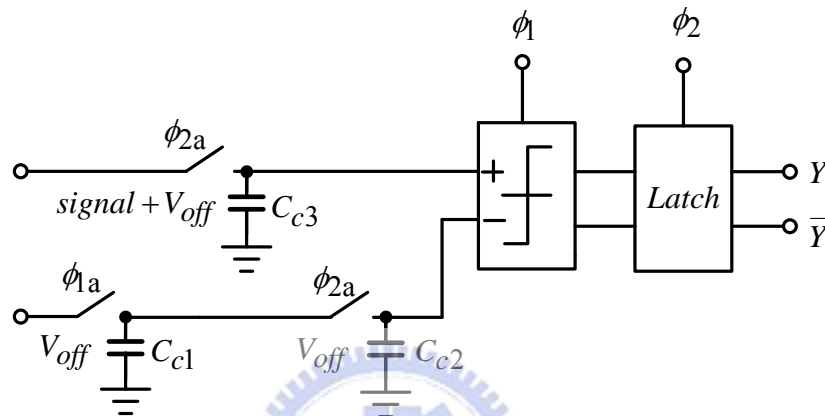 ϕ1 ϕ2
ϕ2a
+
Y
signal + Voff Cc3
Latch
−
Y̅
ϕ1a ϕ2a
Voff Cc1 Voff Cc2